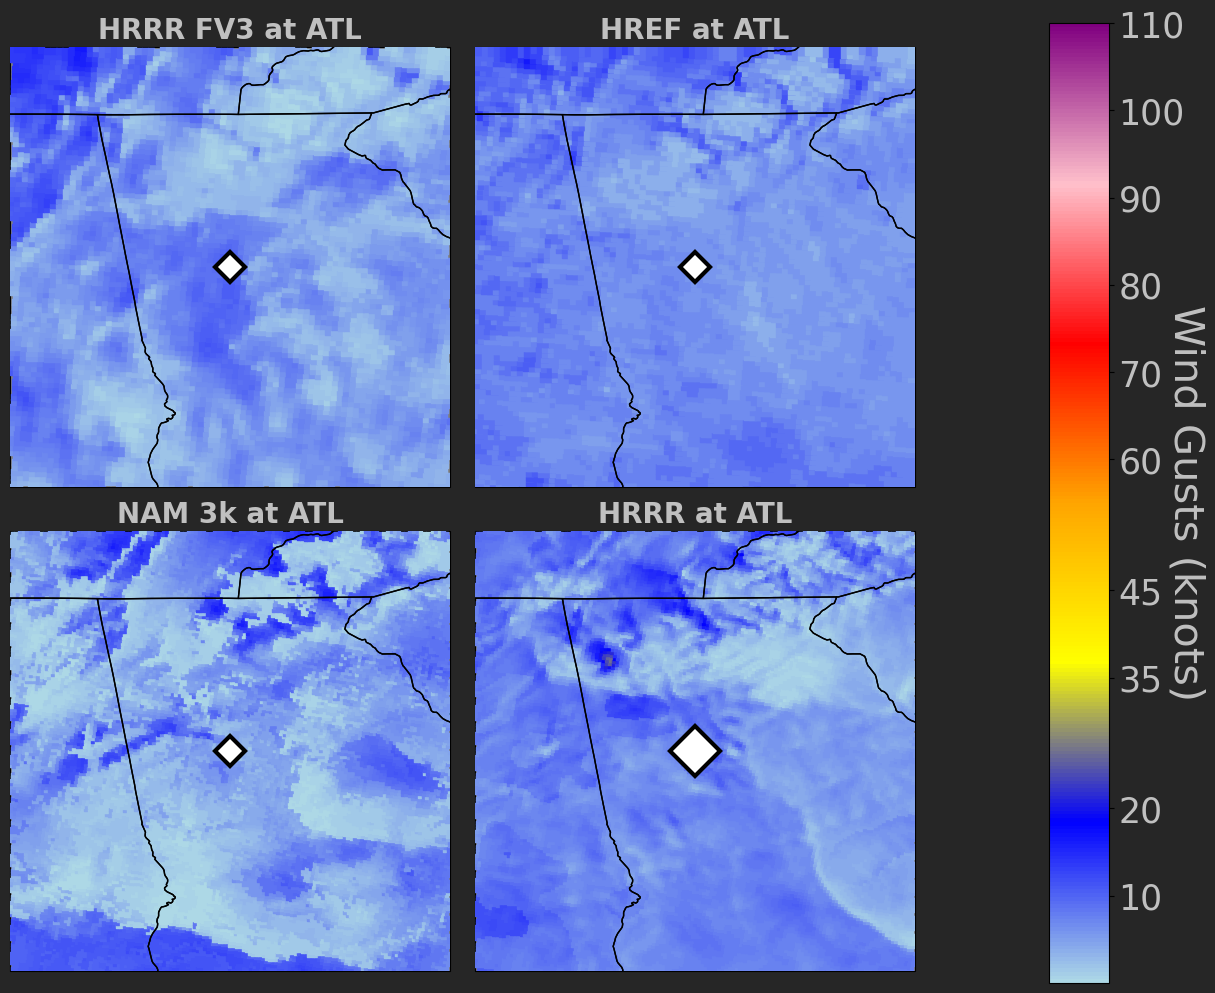 HRRR FV3 at ATL
HREF at ATL
NAM 3k at ATL
HRRR at ATL
110
100
90
80
70
60
45
35
20
10
Wind Gusts (knots)